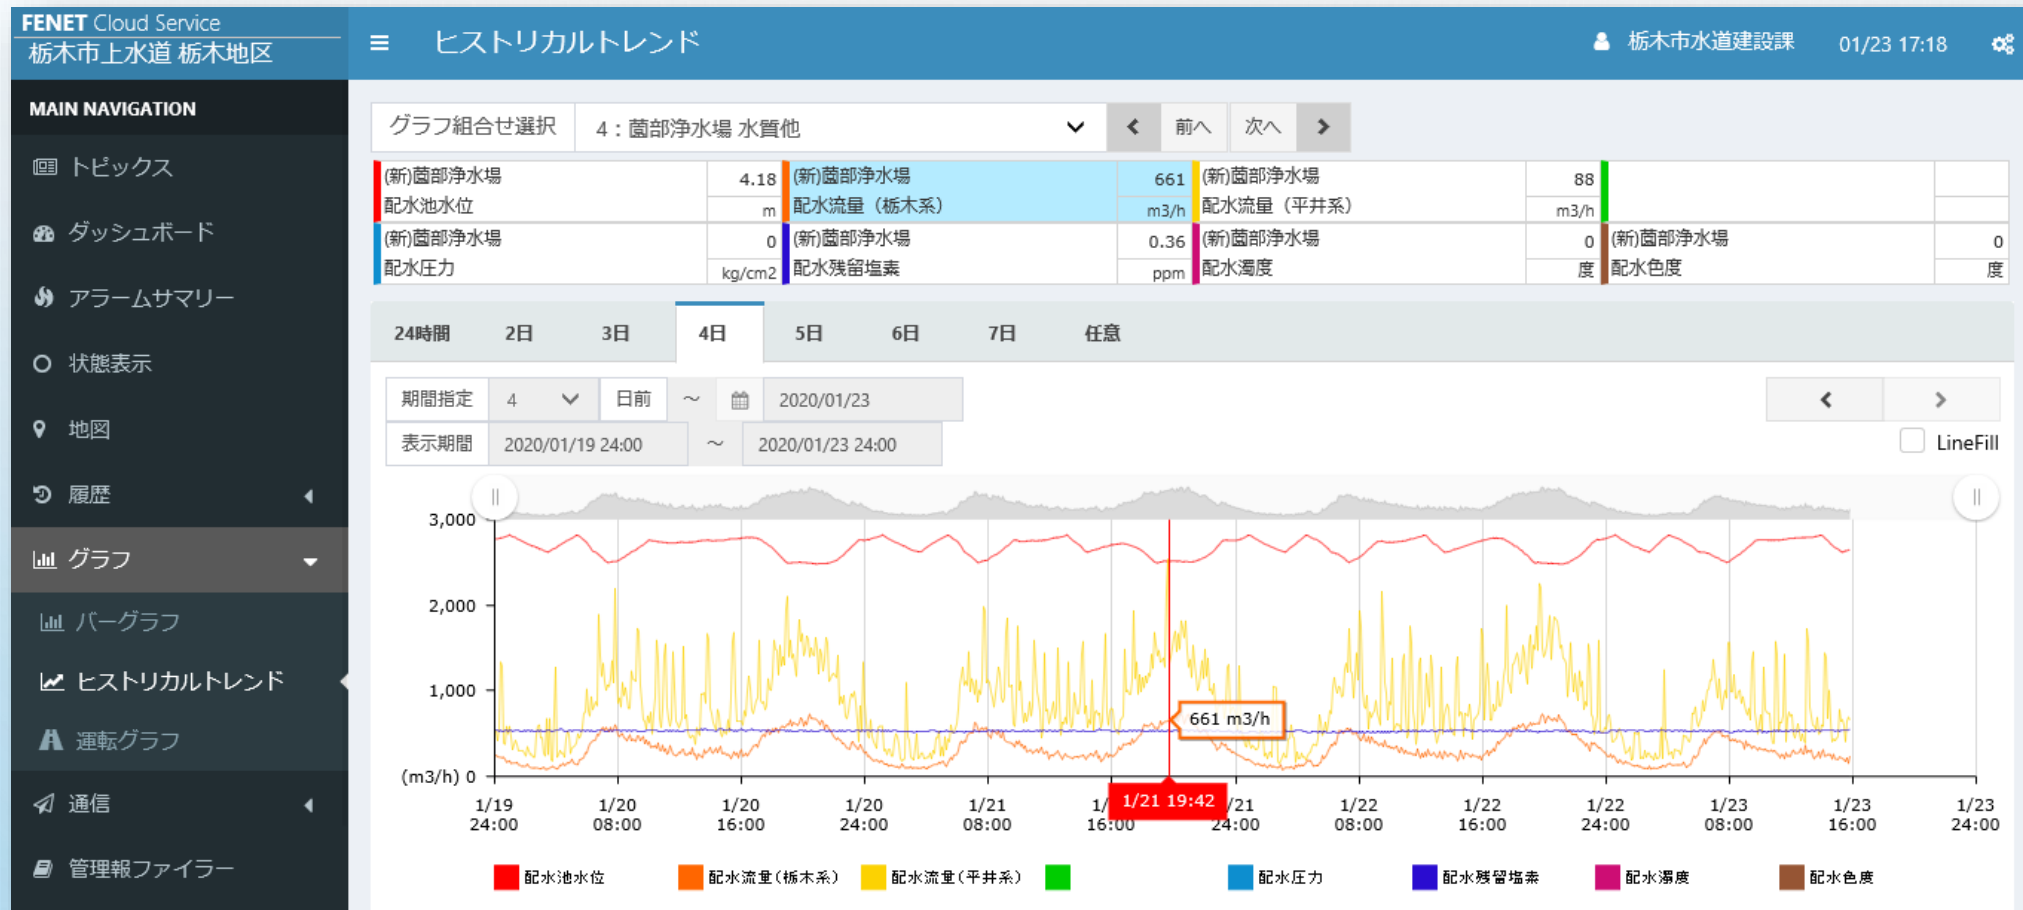 FENET Cloud Service
栃木市上水道 栃木地区
ヒストリカルトレンド
栃木市水道建設課
01/23 17:18
MAIN NAVIGATION
トピックス
ダッシュボード
アラームサマリー
状態表示
地図
履歴
グラフ
バーグラフ
ヒストリカルトレンド
運転グラフ
通信
管理報ファイラー
グラフ組合せ選択
4：薗部浄水場 水質他
前へ
次へ
(新)薗部浄水場 4.18
配水池水位 m
(新)薗部浄水場 661
配水流量（栃木系） m3/h
(新)薗部浄水場 88
配水流量（平井系） m3/h
(新)薗部浄水場 0
配水圧力 kg/cm2
(新)薗部浄水場 0.36
配水残留塩素 ppm
(新)薗部浄水場 0
配水濁度 度
(新)薗部浄水場 0
配水色度 度
24時間 2日 3日 4日 5日 6日 7日 任意
期間指定 4 日前 ～ 2020/01/23
表示期間 2020/01/19 24:00 ～ 2020/01/23 24:00
LineFill
3,000
2,000
1,000
(m3/h) 0
661 m3/h
1/21 19:42
1/19 1/20 1/20 1/20 1/21 1/ /21 1/22 1/22 1/22 1/23 1/23 1/23
24:00 08:00 16:00 24:00 08:00 16:00 24:00 08:00 16:00 24:00 08:00 16:00 24:00
配水池水位 配水流量(栃木系) 配水流量(平井系) 配水圧力 配水残留塩素 配水濁度 配水色度